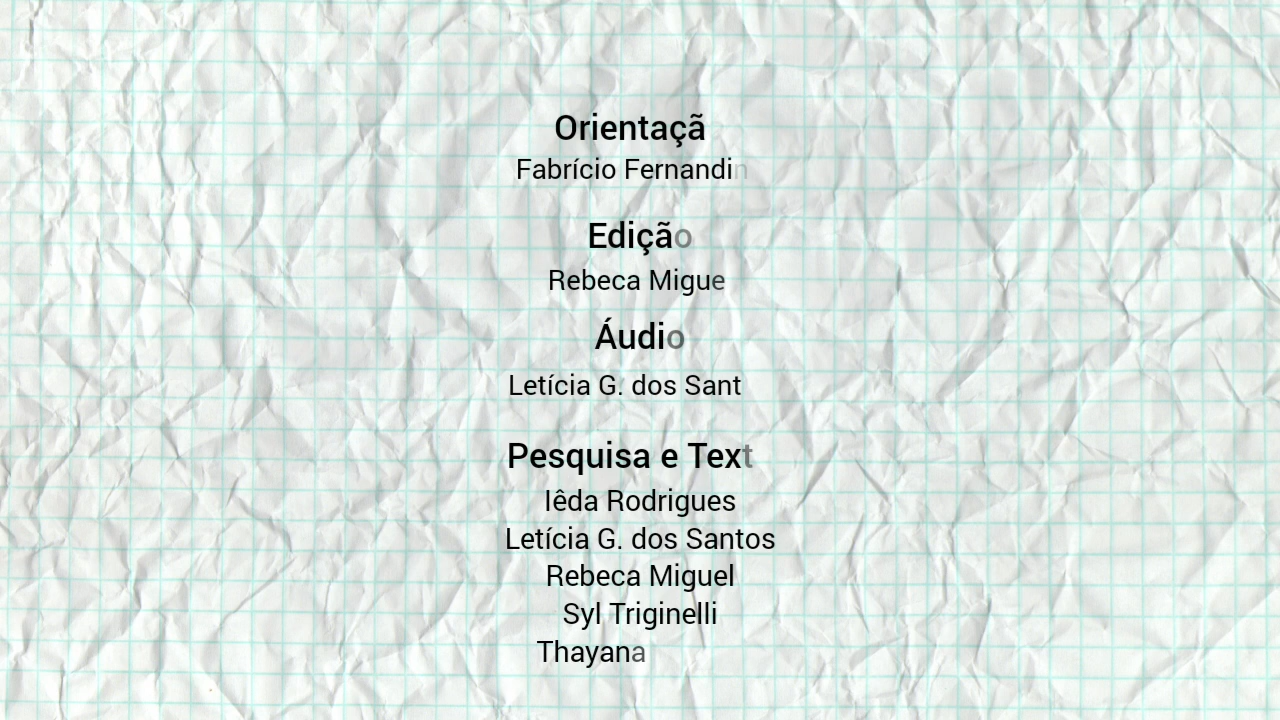 Orientaçã
Fabrício Fernandin
Edição
Rebeca Migue
Áudio
Letícia G. dos Sant
Pesquisa e Text
Iêda Rodrigues
Letícia G. dos Santos
Rebeca Miguel
Syl Triginelli
Thayana